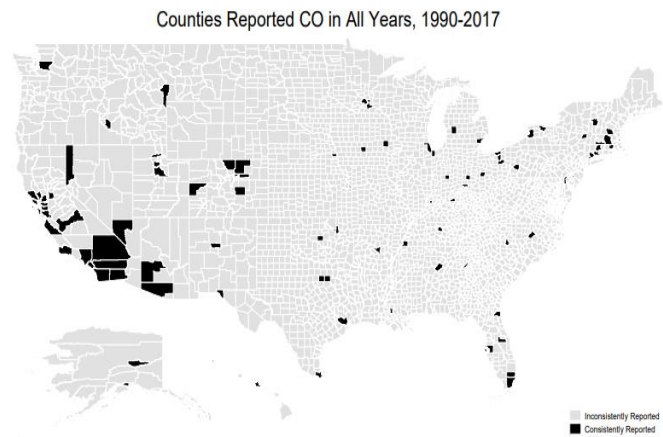 Counties Reported CO in All Years, 1990-2017
Inconsistently Reported
Consistently Reported